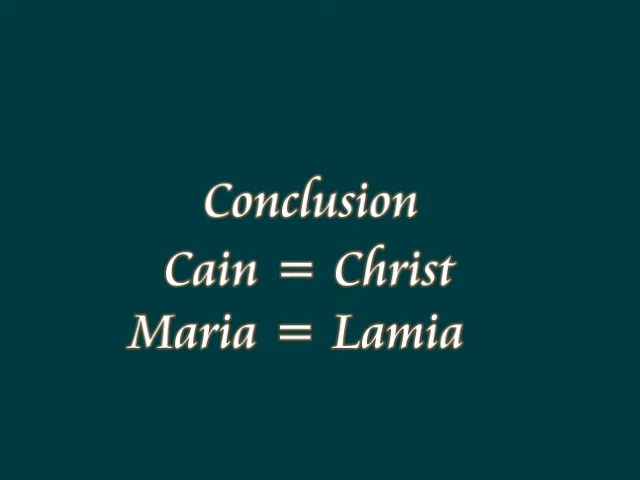 Conclusion
Cain = Christ
Maria = Lamia